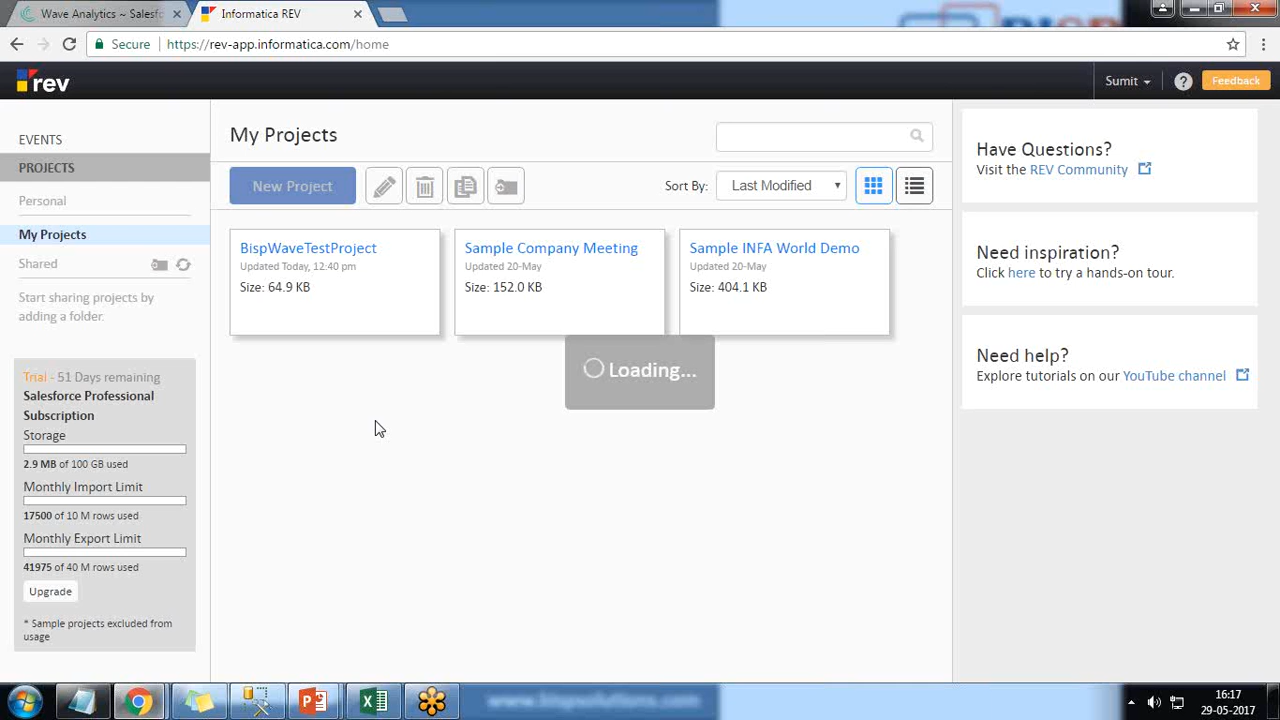 Wave Analytics ~ Salesfo
Informatica REV
Secure
https://rev-app.informatica.com/home
rev
Sumit
?
Feedback
EVENTS
PROJECTS
Personal
My Projects
Shared
Start sharing projects by
adding a folder.
Trial - 51 Days remaining
Salesforce Professional
Subscription
Storage
2.9 MB of 100 GB used
Monthly Import Limit
17500 of 10 M rows used
Monthly Export Limit
41975 of 40 M rows used
Upgrade
* Sample projects excluded from
usage
My Projects
New Project
Sort By:
Last Modified
BispWaveTestProject
Updated Today, 12:40 pm
Size: 64.9 KB
Sample Company Meeting
Updated 20-May
Size: 152.0 KB
Sample INFA World Demo
Updated 20-May
Size: 404.1 KB
Loading...
Have Questions?
Visit the REV Community
Need inspiration?
Click here to try a hands-on tour.
Need help?
Explore tutorials on our YouTube channel
www.bispsolutions.com
16:17
29-05-2017